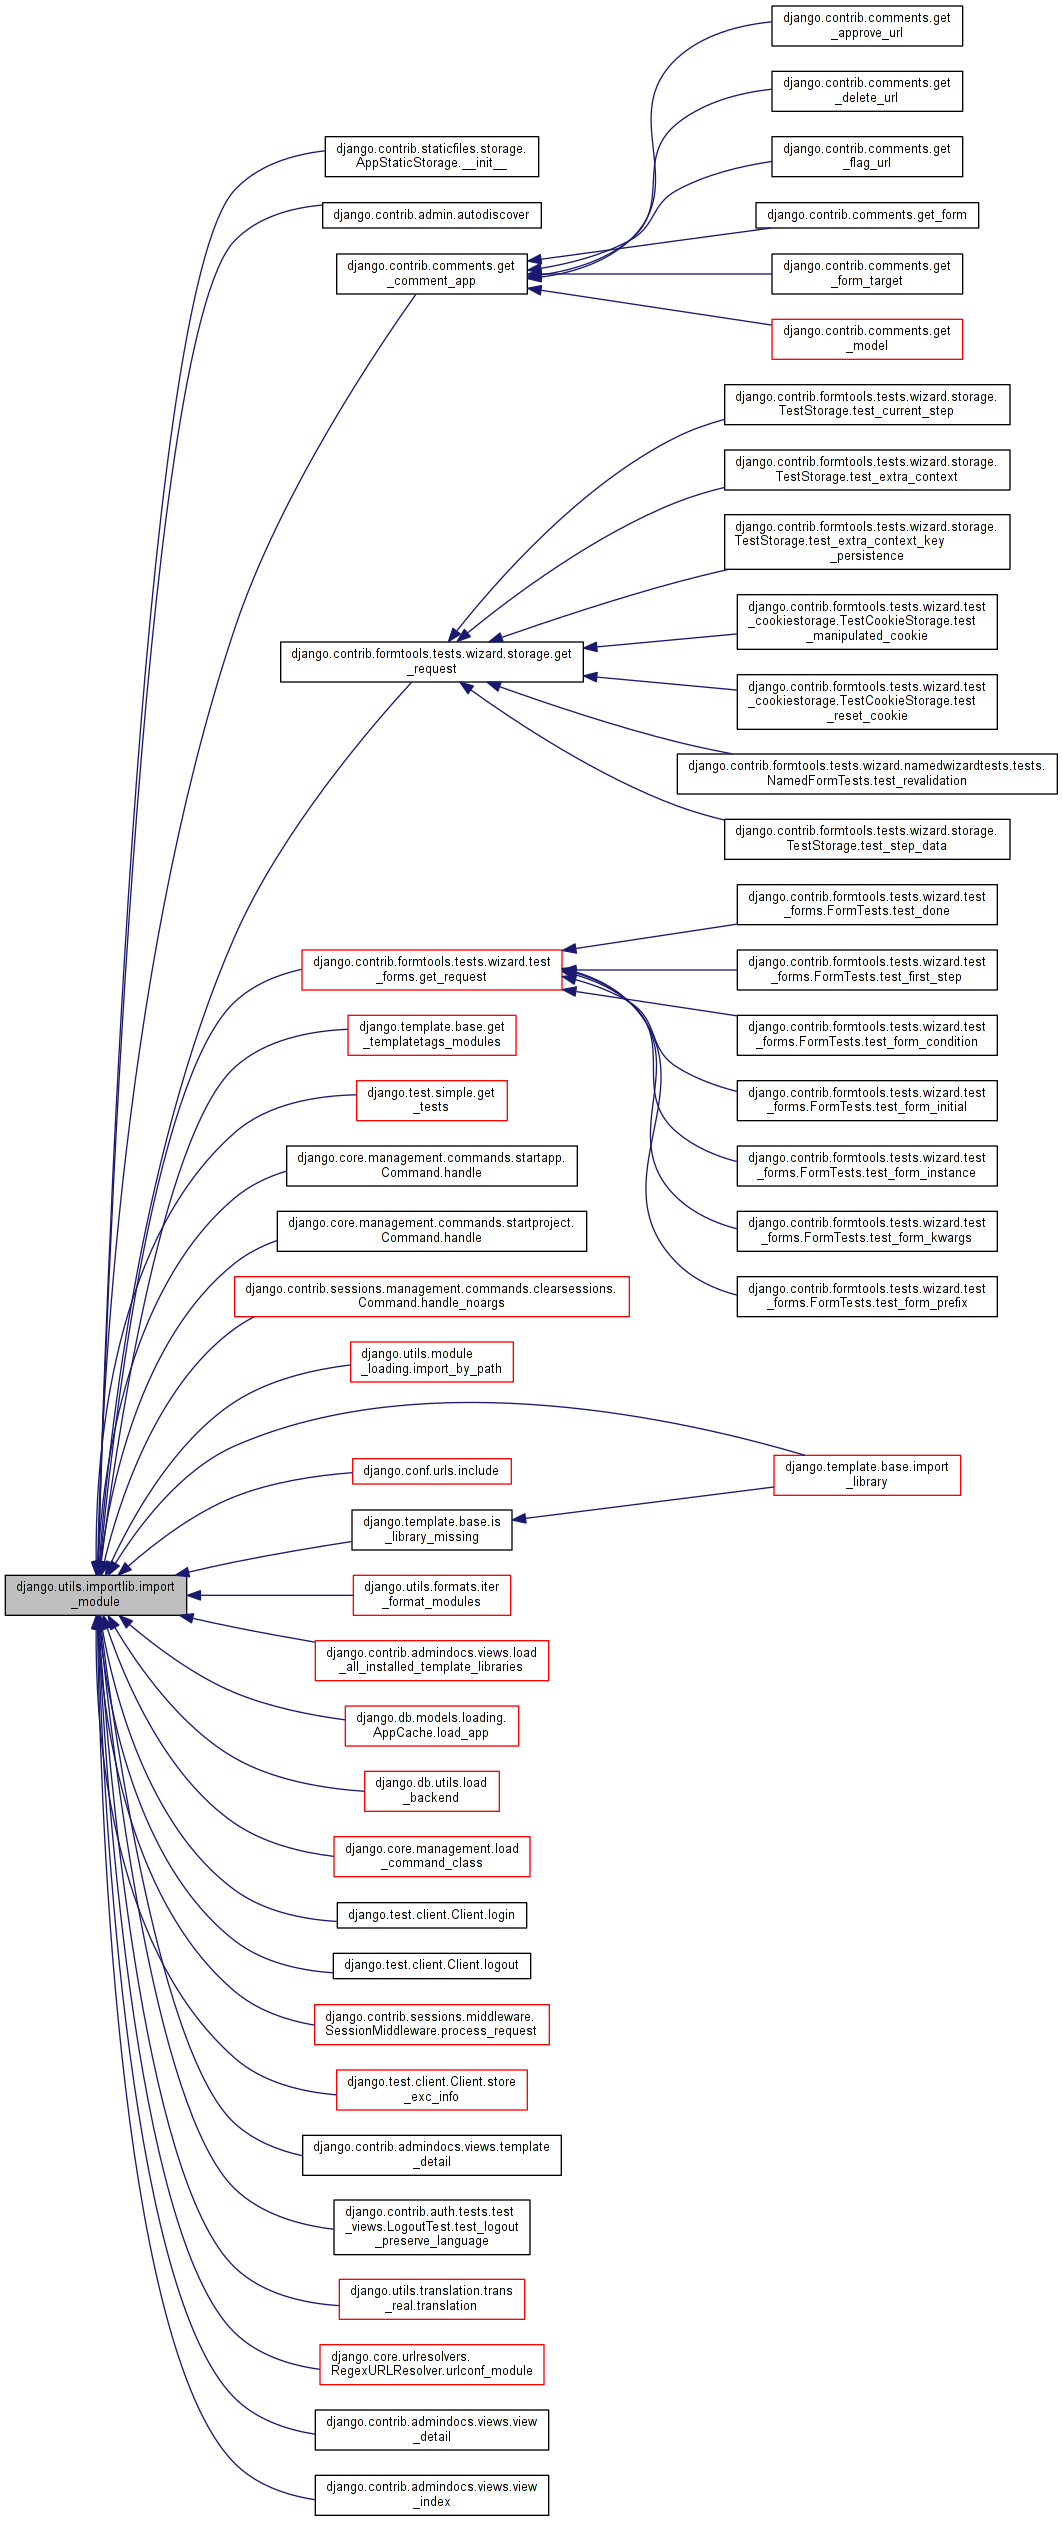 django.contrib.comments.get
_approve_url
django.contrib.comments.get
_delete_url
django.contrib.staticfiles.storage.
AppStaticStorage.__init__
django.contrib.comments.get
_flag_url
django.contrib.admin.autodiscover
django.contrib.comments.get_form
django.contrib.comments.get
_comment_app
django.contrib.comments.get
_form_target
django.contrib.comments.get
_model
django.contrib.formtools.tests.wizard.storage.
TestStorage.test_current_step
django.contrib.formtools.tests.wizard.storage.
TestStorage.test_extra_context
django.contrib.formtools.tests.wizard.storage.
TestStorage.test_extra_context_key
_persistence
django.contrib.formtools.tests.wizard.test
_cookiestorage.TestCookieStorage.test
_manipulated_cookie
django.contrib.formtools.tests.wizard.storage.get
_request
django.contrib.formtools.tests.wizard.test
_cookiestorage.TestCookieStorage.test
_reset_cookie
django.contrib.formtools.tests.wizard.namedwizardtests.tests.
NamedFormTests.test_revalidation
django.contrib.formtools.tests.wizard.storage.
TestStorage.test_step_data
django.contrib.formtools.tests.wizard.test
_forms.FormTests.test_done
django.contrib.formtools.tests.wizard.test
_forms.get_request
django.contrib.formtools.tests.wizard.test
_forms.FormTests.test_first_step
django.template.base.get
_templatetags_modules
django.contrib.formtools.tests.wizard.test
_forms.FormTests.test_form_condition
django.test.simple.get
_tests
django.contrib.formtools.tests.wizard.test
_forms.FormTests.test_form_initial
django.core.management.commands.startapp.
Command.handle
django.contrib.formtools.tests.wizard.test
_forms.FormTests.test_form_instance
django.core.management.commands.startproject.
Command.handle
django.contrib.formtools.tests.wizard.test
_forms.FormTests.test_form_kwargs
django.contrib.sessions.management.commands.clearsessions.
Command.handle_noargs
django.contrib.formtools.tests.wizard.test
_forms.FormTests.test_form_prefix
django.utils.module
_loading.import_by_path
django.conf.urls.include
django.template.base.import
_library
django.template.base.is
_library_missing
django.utils.importlib.import
_module
django.utils.formats.iter
_format_modules
django.contrib.admindocs.views.load
_all_installed_template_libraries
django.db.models.loading.
AppCache.load_app
django.db.utils.load
_backend
django.core.management.load
_command_class
django.test.client.Client.login
django.test.client.Client.logout
django.contrib.sessions.middleware.
SessionMiddleware.process_request
django.test.client.Client.store
_exc_info
django.contrib.admindocs.views.template
_detail
django.contrib.auth.tests.test
_views.LogoutTest.test_logout
_preserve_language
django.utils.translation.trans
_real.translation
django.core.urlresolvers.
RegexURLResolver.urlconf_module
django.contrib.admindocs.views.view
_detail
django.contrib.admindocs.views.view
_index